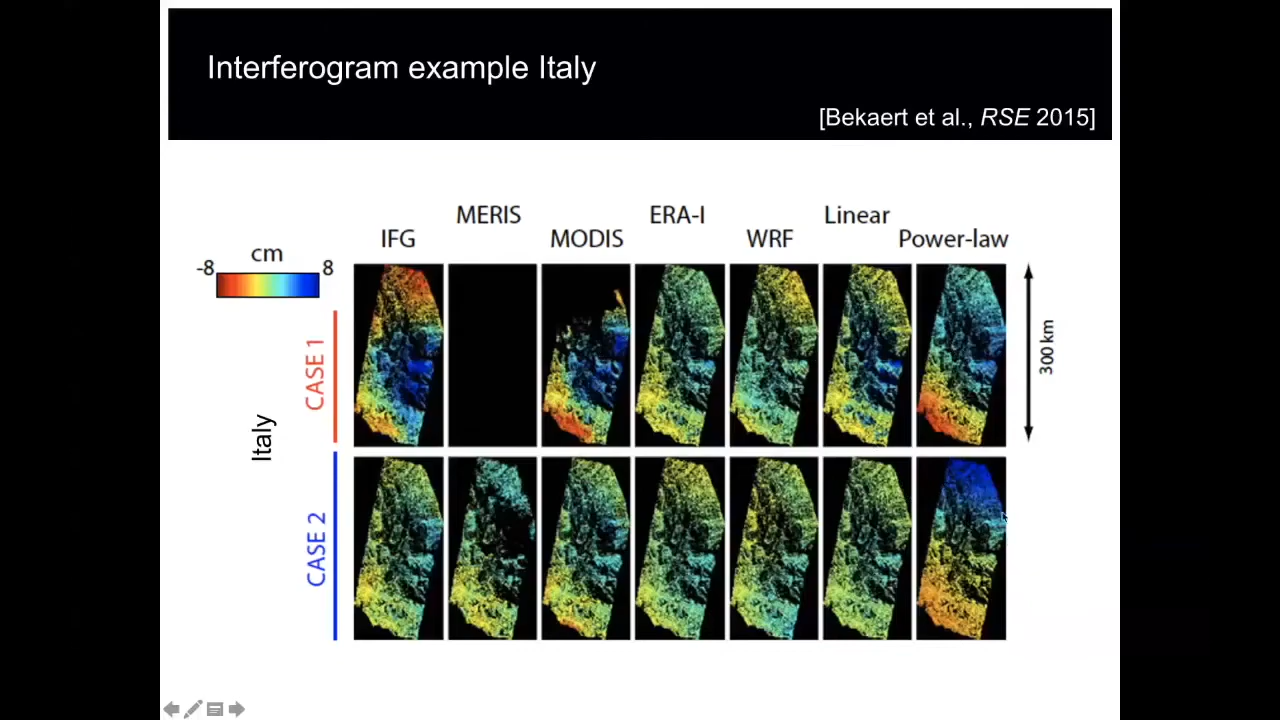 Interferogram example Italy
[Bekaert et al., RSE 2015]
MERIS
ERA-I
Linear
IFG
MODIS
WRF
Power-law
cm
-8
8
CASE 1
300 km
Italy
CASE 2